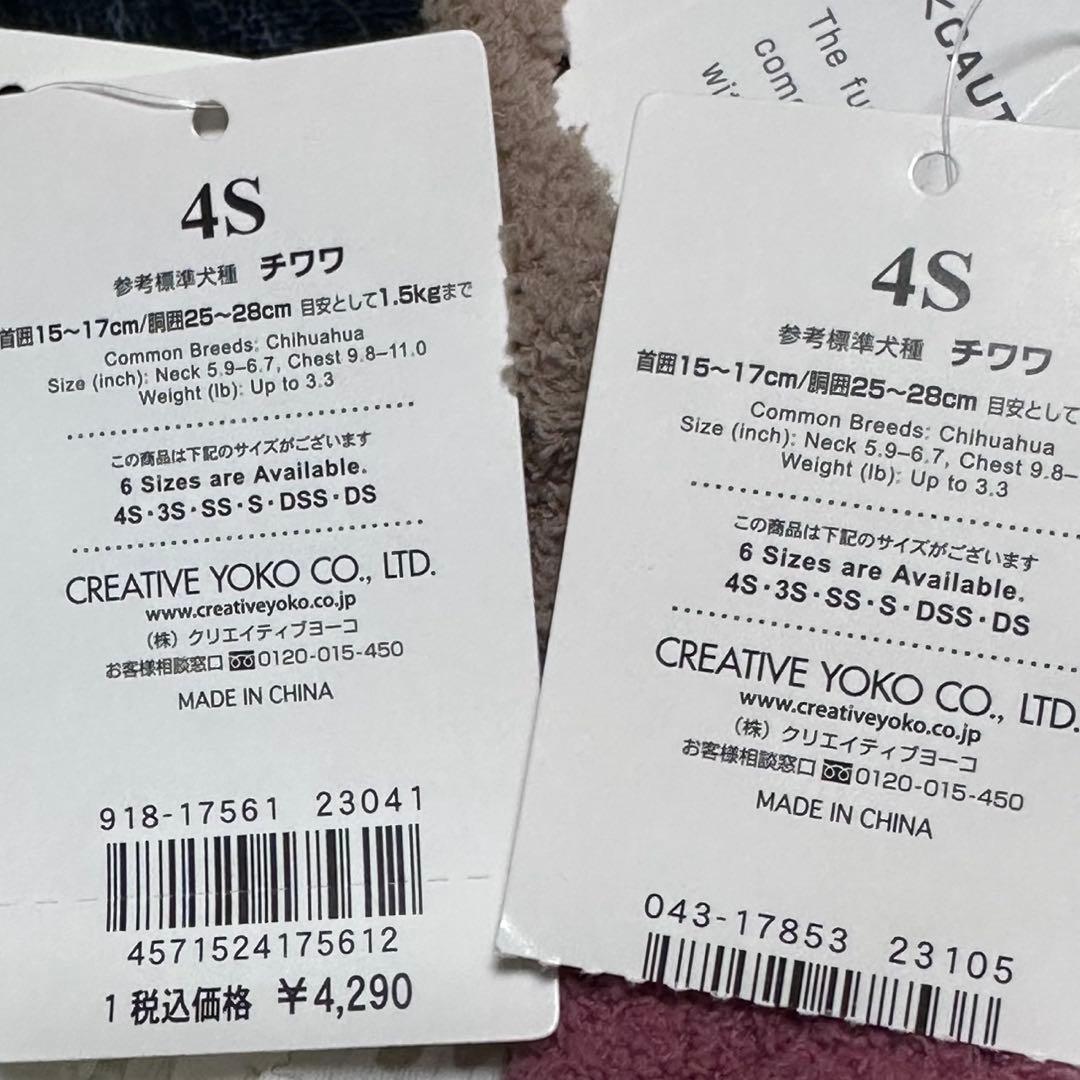 4S
参考標準犬種 チワワ
首囲15～17cm/胴囲25～28cm 目安として1.5kgまで
Common Breeds: Chihuahua
Size (inch): Neck 5.9–6.7, Chest 9.8–11.0
Weight (lb): Up to 3.3
この商品は下記のサイズがございます
6 Sizes are Available.
4S・3S・SS・S・DSS・DS
CREATIVE YOKO CO., LTD.
www.creativeyoko.co.jp
（株）クリエイティブヨーコ
お客様相談窓口 0120-015-450
MADE IN CHINA
918-17561 23041
4571524175612
1 税込価格 ¥4,290
The fu
com
wi
CAUT
4S
参考標準犬種 チワワ
首囲15～17cm/胴囲25～28cm 目安として
Common Breeds: Chihuahua
Size (inch): Neck 5.9–6.7, Chest 9.8–
Weight (lb): Up to 3.3
この商品は下記のサイズがございます
6 Sizes are Available.
4S・3S・SS・S・DSS・DS
CREATIVE YOKO CO., LTD.
www.creativeyoko.co.jp
（株）クリエイティブヨーコ
お客様相談窓口 0120-015-450
MADE IN CHINA
043-17853 23105